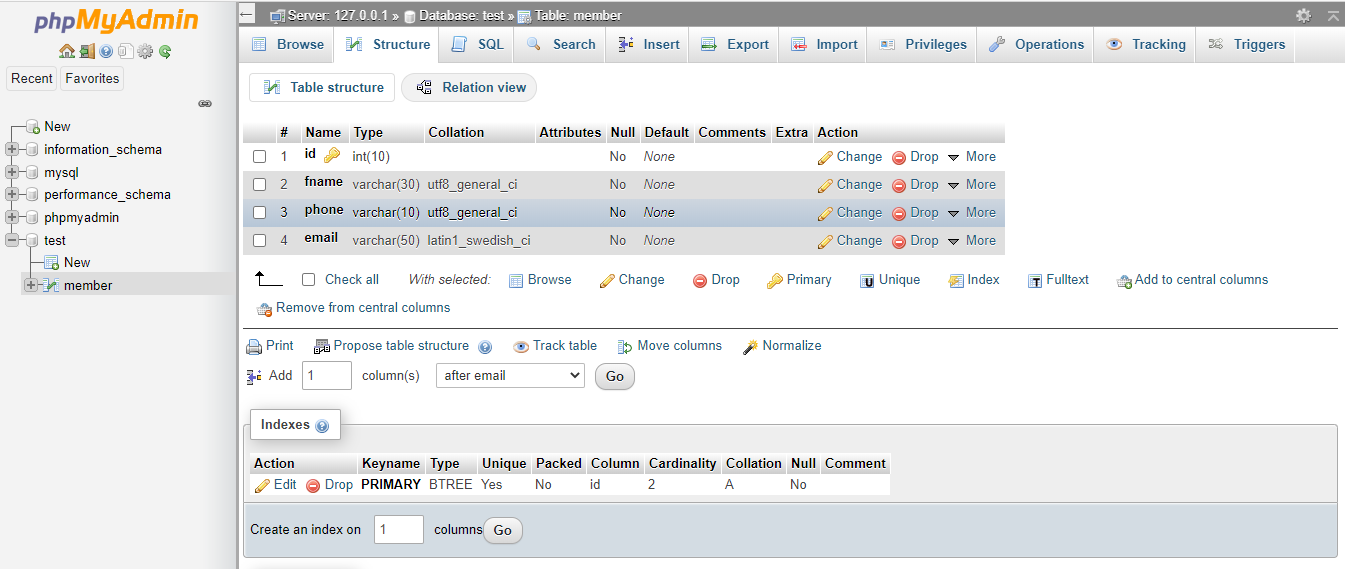 phpMyAdmin
Recent Favorites
New
information_schema
mysql
performance_schema
phpmyadmin
test
New
member
Server: 127.0.0.1 » Database: test » Table: member
Browse Structure SQL Search Insert Export Import Privileges Operations Tracking Triggers
Table structure Relation view
# Name Type Collation Attributes Null Default Comments Extra Action
1 id int(10) No None Change Drop More
2 fname varchar(30) utf8_general_ci No None Change Drop More
3 phone varchar(10) utf8_general_ci No None Change Drop More
4 email varchar(50) latin1_swedish_ci No None Change Drop More
Check all With selected: Browse Change Drop Primary Unique Index Fulltext Add to central columns
Remove from central columns
Print Propose table structure Track table Move columns Normalize
Add 1 column(s) after email Go
Indexes
Action Keyname Type Unique Packed Column Cardinality Collation Null Comment
Edit Drop PRIMARY BTREE Yes No id 2 A No
Create an index on 1 columns Go